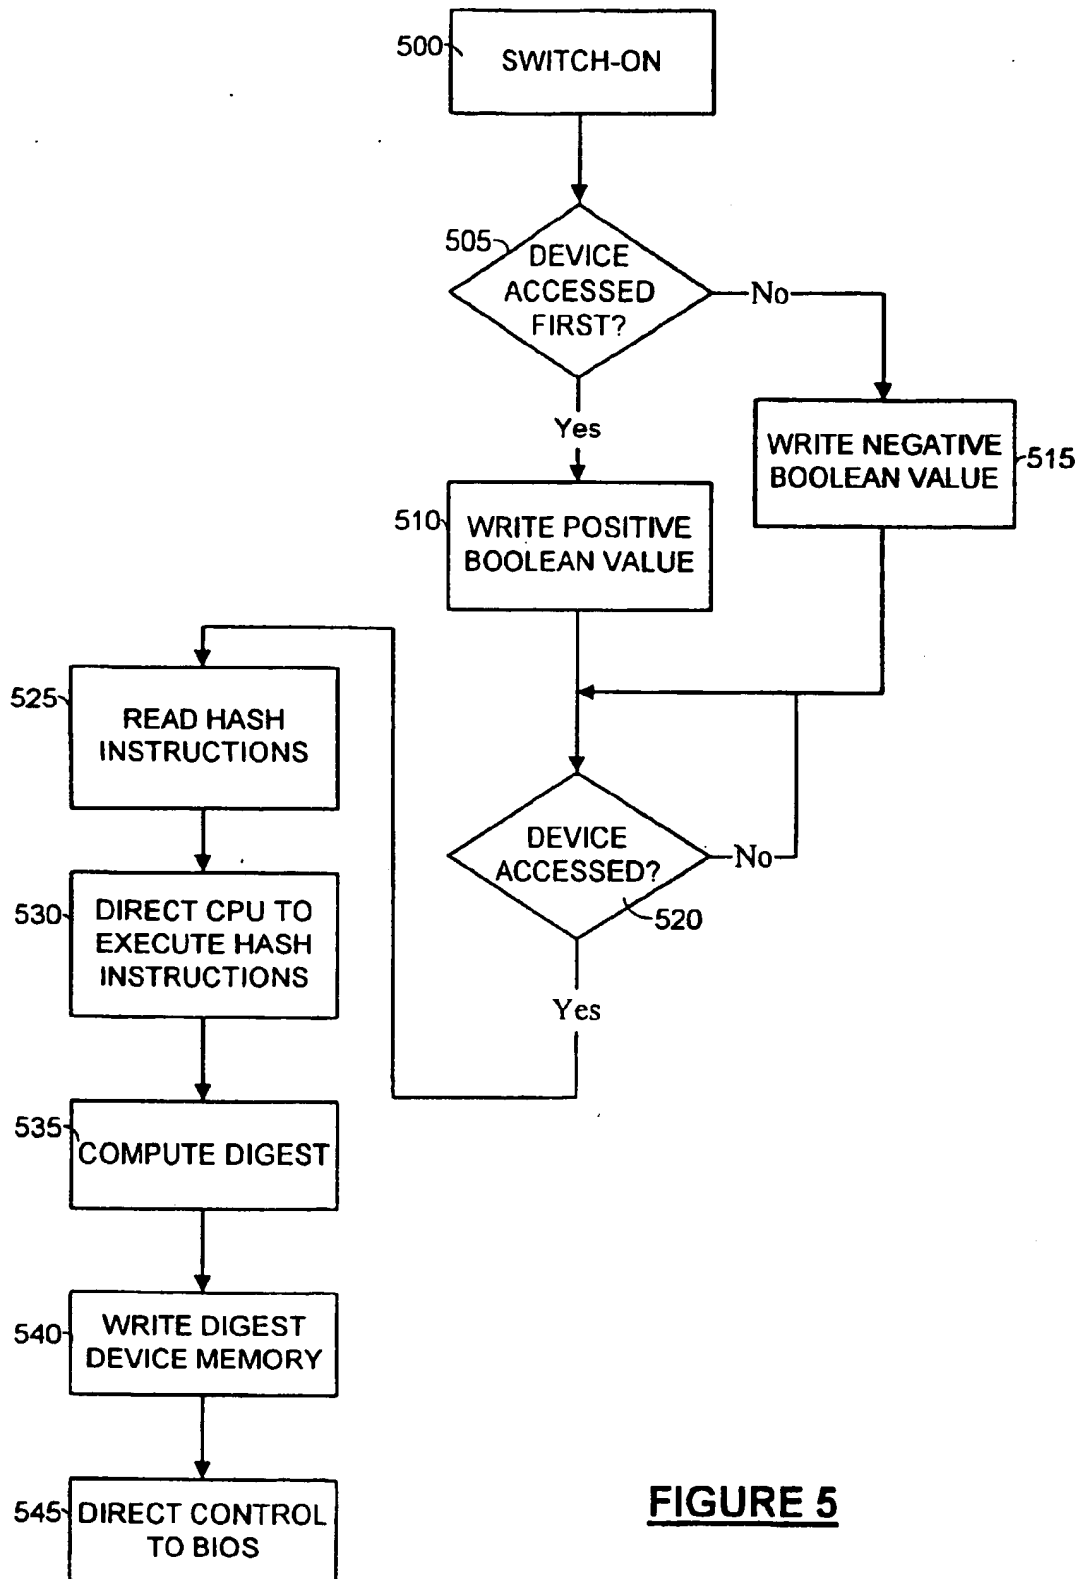 500
SWITCH-ON
505
DEVICE
ACCESSED
FIRST?
No
Yes
WRITE NEGATIVE
BOOLEAN VALUE
515
510
WRITE POSITIVE
BOOLEAN VALUE
525
READ HASH
INSTRUCTIONS
DEVICE
ACCESSED?
No
520
Yes
530
DIRECT CPU TO
EXECUTE HASH
INSTRUCTIONS
535
COMPUTE DIGEST
540
WRITE DIGEST
DEVICE MEMORY
545
DIRECT CONTROL
TO BIOS
FIGURE 5